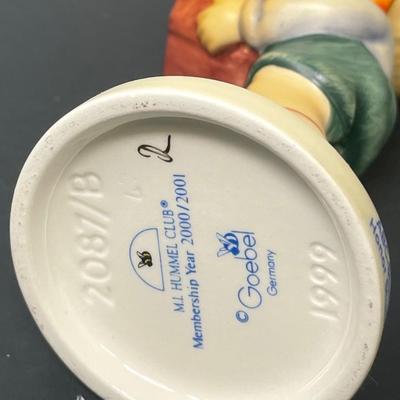 2087/B
M.I. HUMMEL CLUB®
Membership Year 2000/2001
© Goebel
Germany
1999